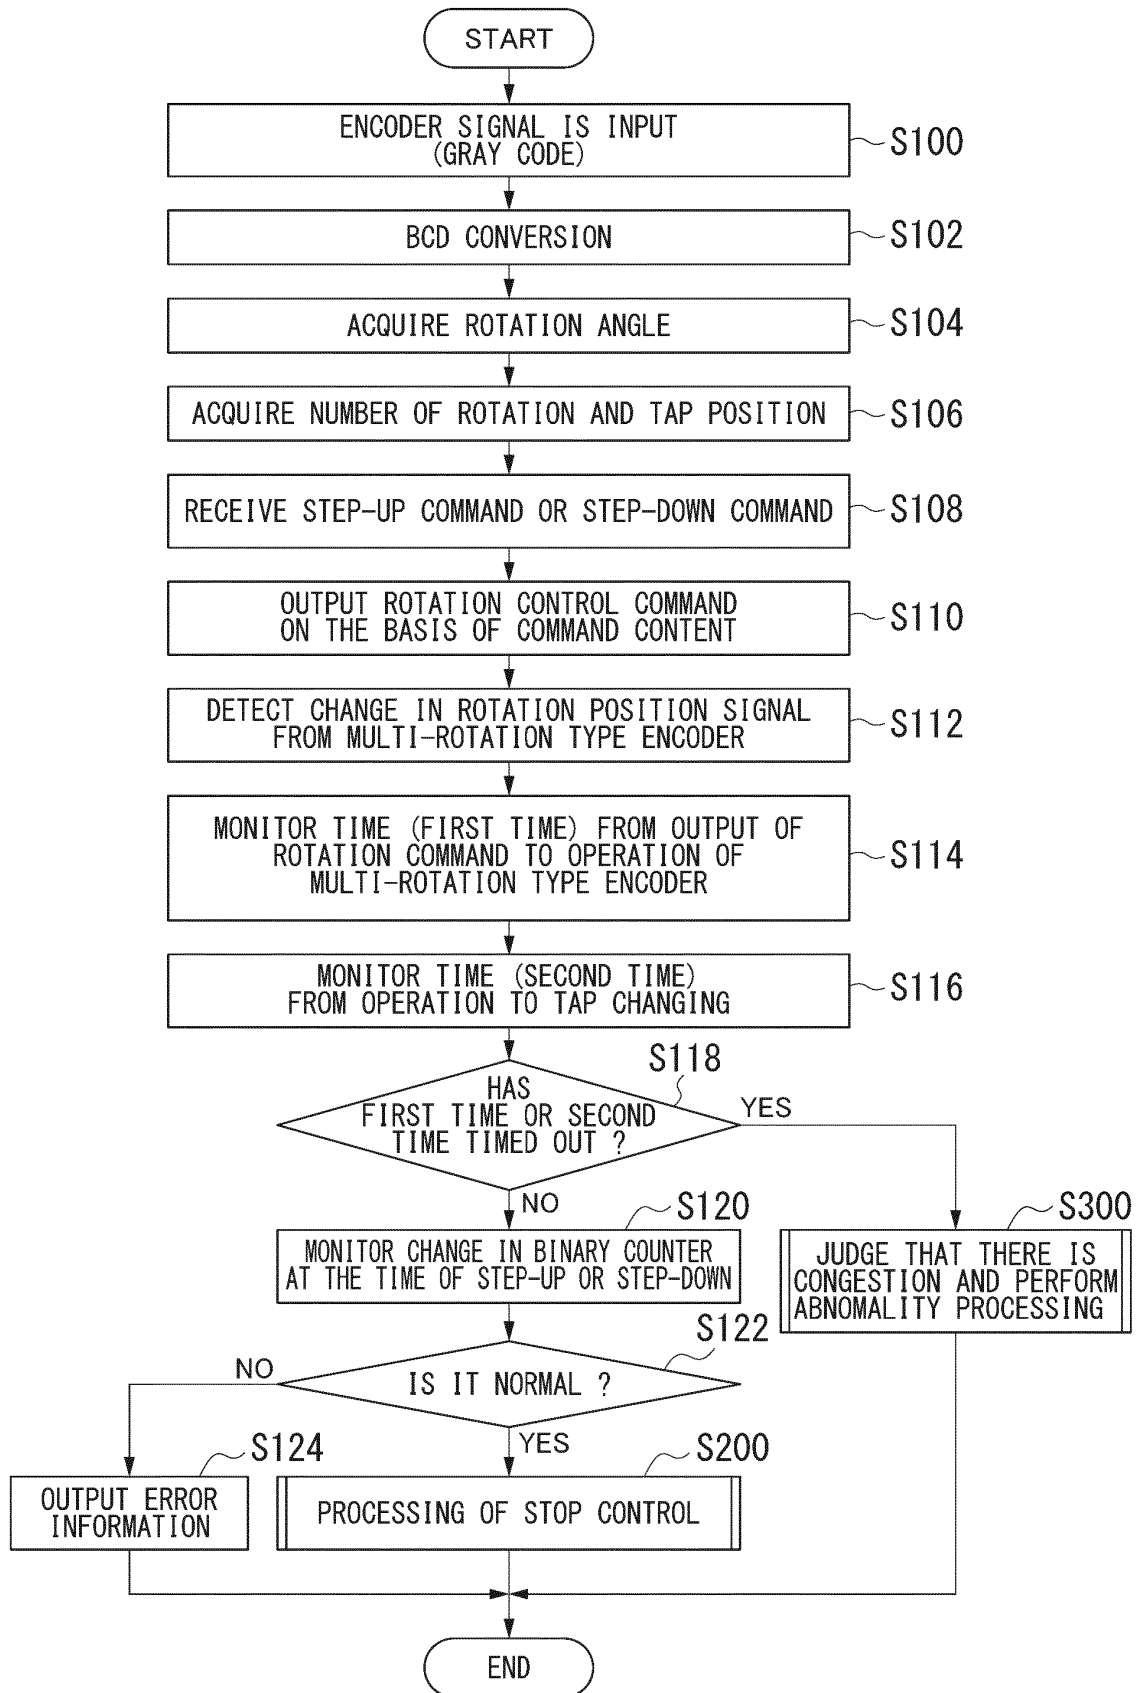 START
ENCODER SIGNAL IS INPUT
(GRAY CODE)
S100
BCD CONVERSION
S102
ACQUIRE ROTATION ANGLE
S104
ACQUIRE NUMBER OF ROTATION AND TAP POSITION
S106
RECEIVE STEP-UP COMMAND OR STEP-DOWN COMMAND
S108
OUTPUT ROTATION CONTROL COMMAND
ON THE BASIS OF COMMAND CONTENT
S110
DETECT CHANGE IN ROTATION POSITION SIGNAL
FROM MULTI-ROTATION TYPE ENCODER
S112
MONITOR TIME (FIRST TIME) FROM OUTPUT OF
ROTATION COMMAND TO OPERATION OF
MULTI-ROTATION TYPE ENCODER
S114
MONITOR TIME (SECOND TIME)
FROM OPERATION TO TAP CHANGING
S116
S118
HAS
FIRST TIME OR SECOND
TIME TIMED OUT ?
YES
NO
S120
MONITOR CHANGE IN BINARY COUNTER
AT THE TIME OF STEP-UP OR STEP-DOWN
S300
JUDGE THAT THERE IS
CONGESTION AND PERFORM
ABNOMALITY PROCESSING
S122
IS IT NORMAL ?
NO
YES
S124
OUTPUT ERROR
INFORMATION
S200
PROCESSING OF STOP CONTROL
END